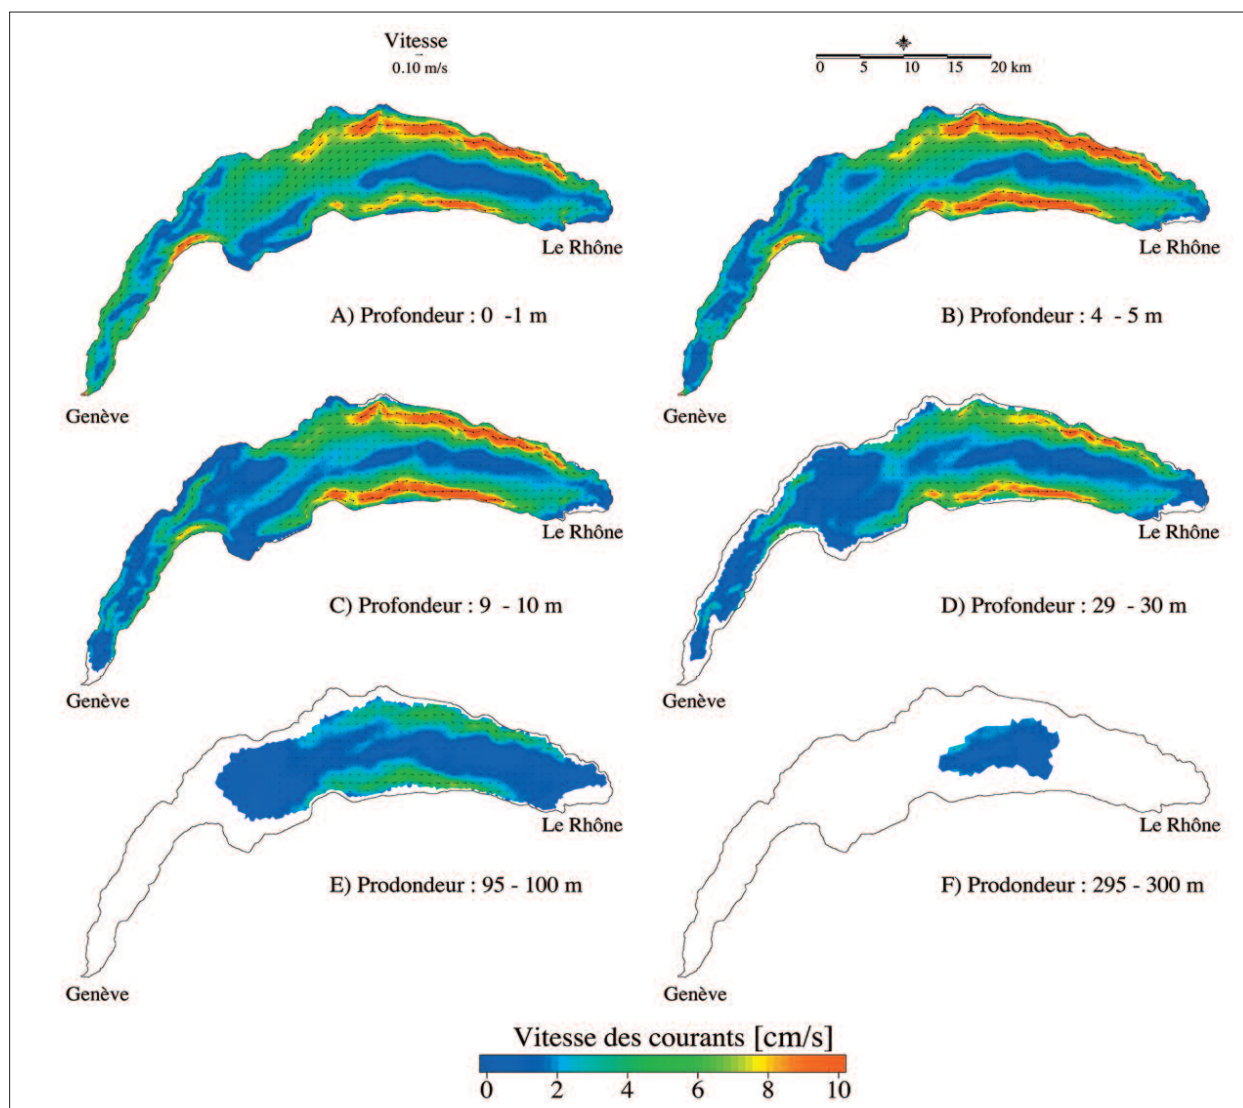 Vitesse
0.10 m/s
0 5 10 15 20 km
Le Rhône
Le Rhône
A) Profondeur : 0 -1 m
B) Profondeur : 4 - 5 m
Genève
Genève
Le Rhône
Le Rhône
C) Profondeur : 9 - 10 m
D) Profondeur : 29 - 30 m
Genève
Genève
Le Rhône
Le Rhône
E) Prodondeur : 95 - 100 m
F) Prodondeur : 295 - 300 m
Genève
Genève
Vitesse des courants [cm/s]
0 2 4 6 8 10